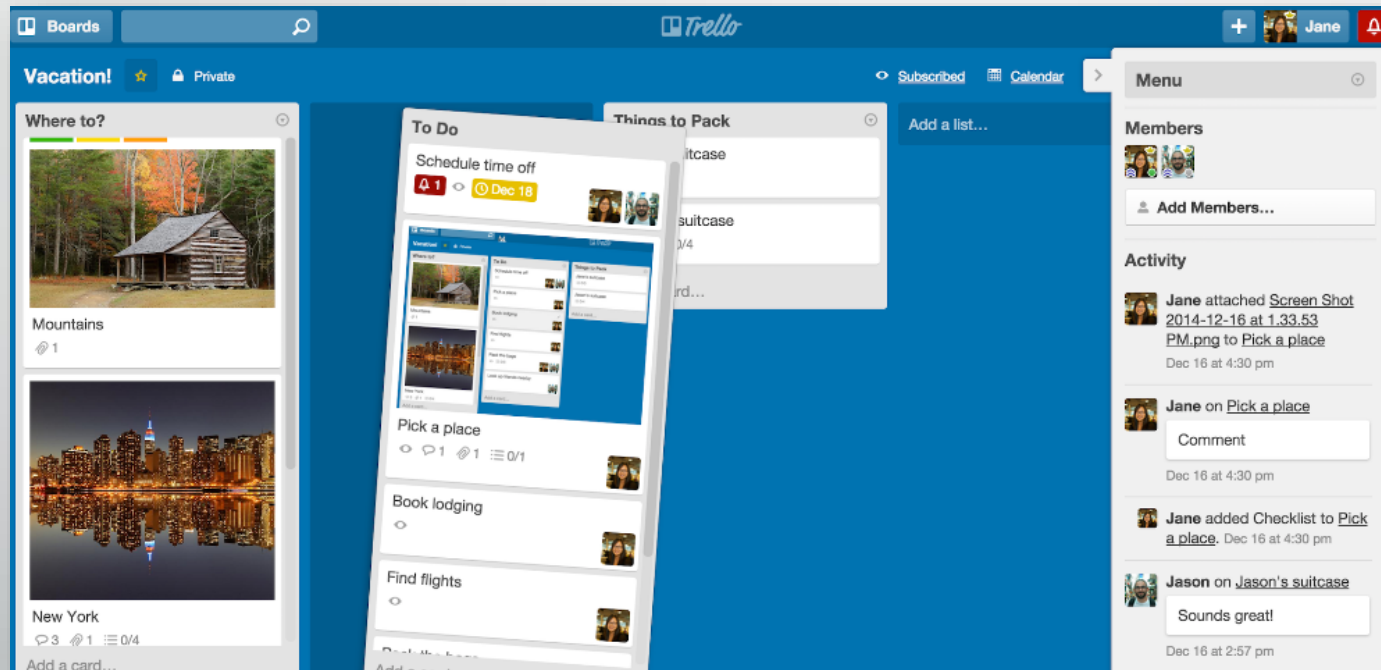 Boards
Trello
Jane
Vacation!
Private
Subscribed
Calendar
Where to?
Mountains
1
New York
3 1 0/4
Add a card...
To Do
Schedule time off
1 Dec 18
Pick a place
1 1 0/1
Book lodging
Find flights
Things to Pack
itcase
suitcase
0/4
Add a list...
Menu
Members
Add Members...
Activity
Jane attached Screen Shot
2014-12-16 at 1.33.53
PM.png to Pick a place
Dec 16 at 4:30 pm
Jane on Pick a place
Comment
Dec 16 at 4:30 pm
Jane added Checklist to Pick
a place. Dec 16 at 4:30 pm
Jason on Jason's suitcase
Sounds great!
Dec 16 at 2:57 pm